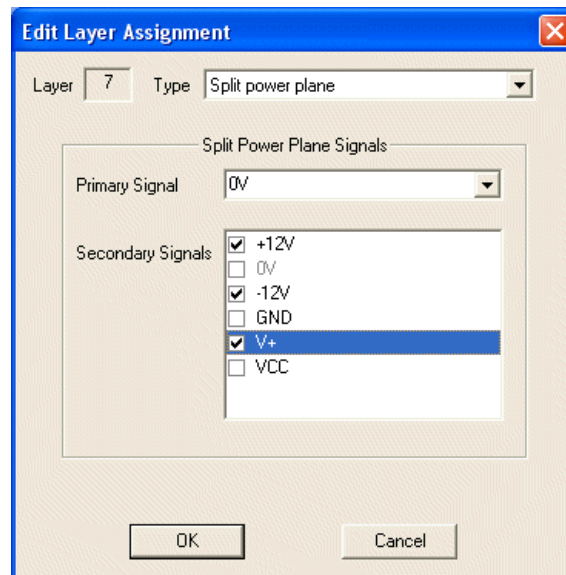 Edit Layer Assignment
Layer 7 Type Split power plane
Split Power Plane Signals
Primary Signal 0V
Secondary Signals
+12V
0V
-12V
GND
V+
VCC
OK Cancel